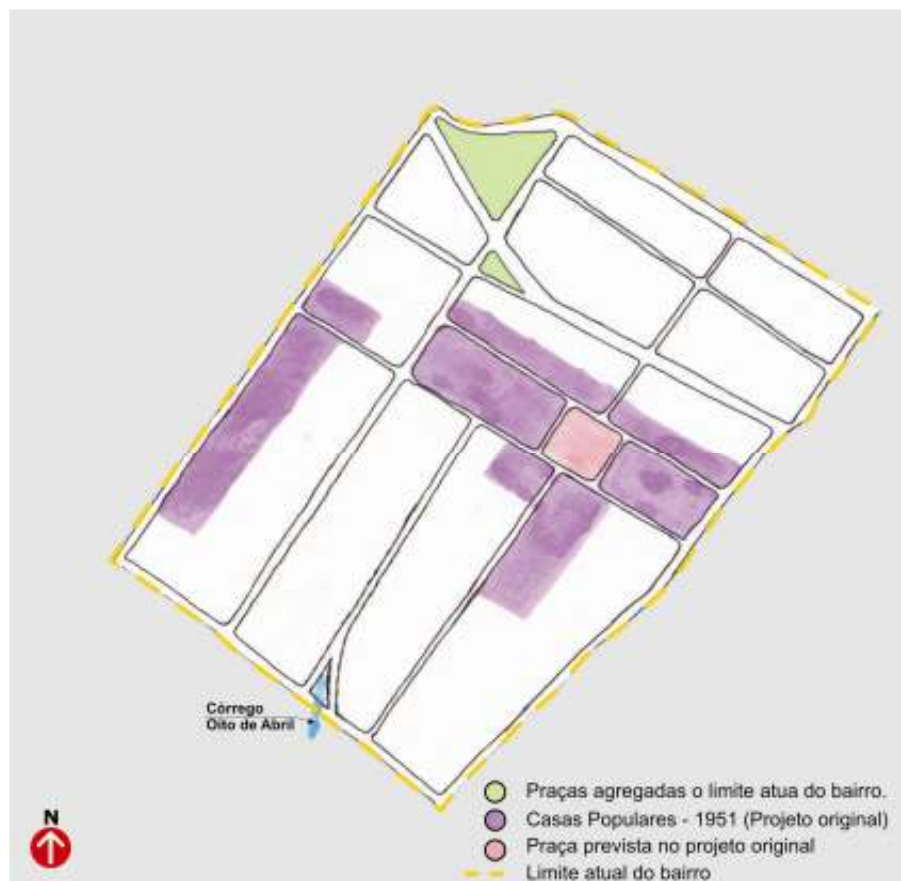 Córrego
Oito de Abril
N
Praças agregadas o limite atua do bairro.
Casas Populares - 1951 (Projeto original)
Praça prevista no projeto original
Limite atual do bairro